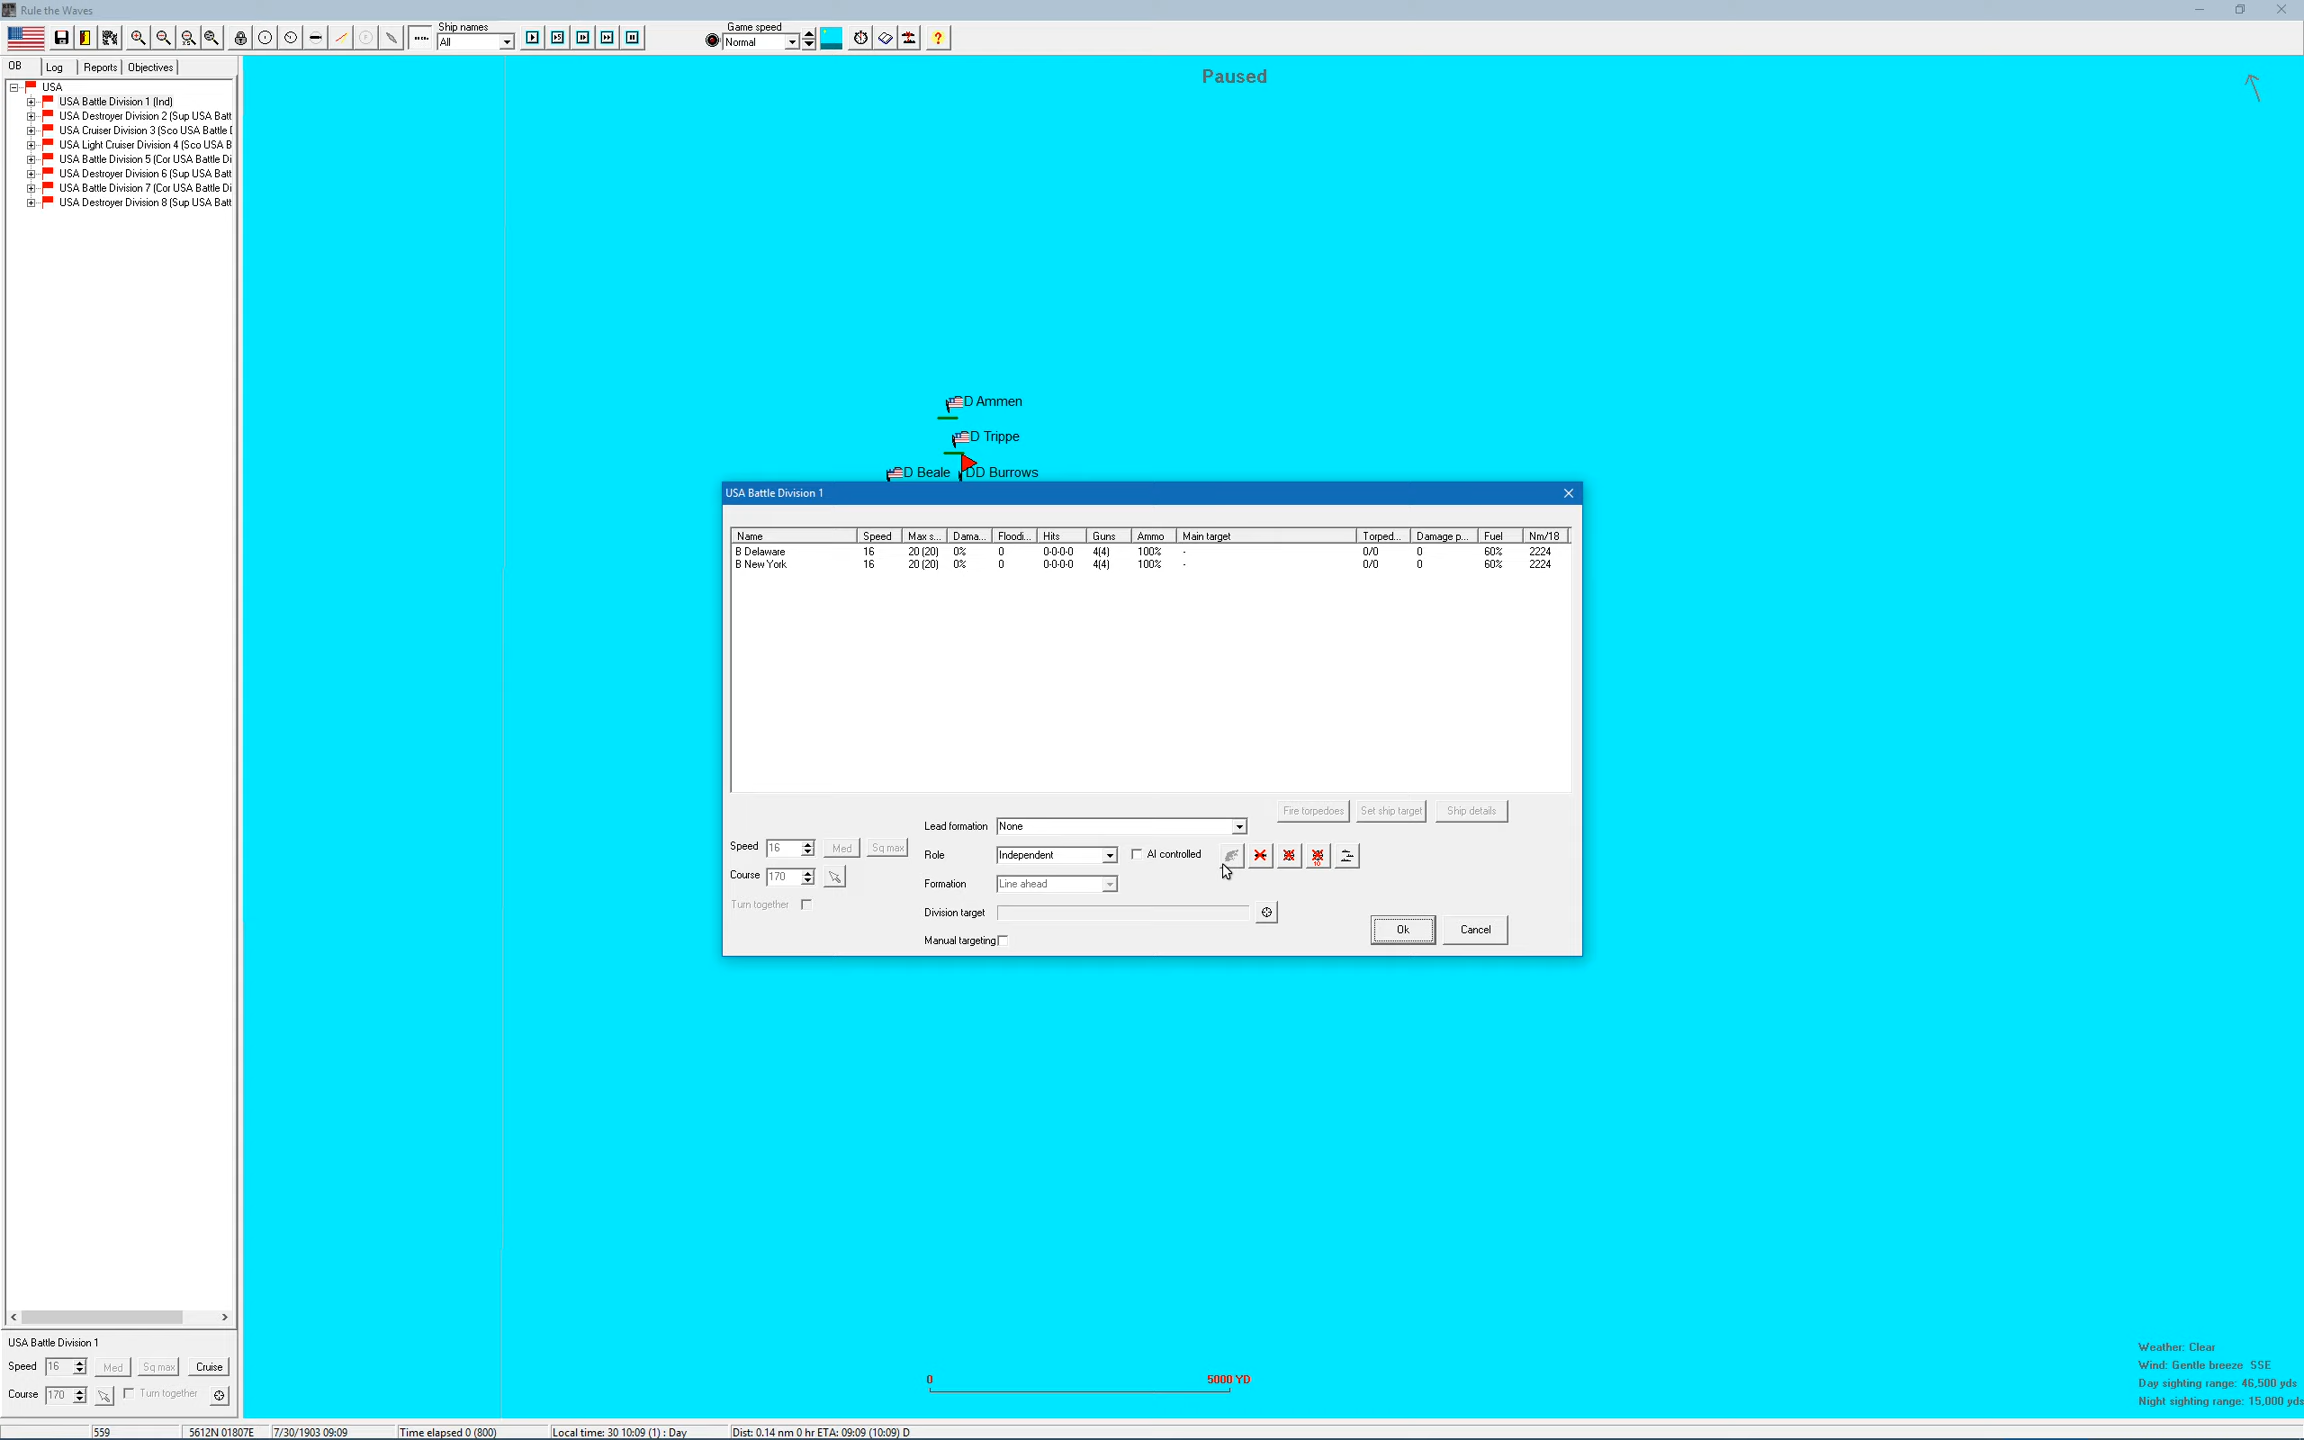 Rule the Waves
Ship names
All
Game speed
Normal
?
OB
Log
Reports
Objectives
USA
USA Battle Division 1 (Ind)
USA Destroyer Division 2 (Sup USA Batt
USA Cruiser Division 3 (Sco USA Battle D
USA Light Cruiser Division 4 (Sco USA B
USA Battle Division 5 (Cor USA Battle Di
USA Destroyer Division 6 (Sup USA Batt
USA Battle Division 7 (Cor USA Battle Di
USA Destroyer Division 8 (Sup USA Batt
Paused
D Ammen
D Trippe
D Beale
DD Burrows
USA Battle Division 1
Name Speed Max s... Dama... Floodi... Hits Guns Ammo Main target Torped... Damage p... Fuel Nm/18
B Delaware 16 20 (20) 0% 0 0-0-0-0 4(4) 100% - 0/0 0 60% 2224
B New York 16 20 (20) 0% 0 0-0-0-0 4(4) 100% - 0/0 0 60% 2224
Fire torpedoes Set ship target Ship details
Lead formation None
Speed 16 Med Sq max
Role Independent AI controlled
10
Course 170
Formation Line ahead
Turn together
Division target
Manual targeting
Ok Cancel
USA Battle Division 1
Speed 16 Med Sq max Cruise
Course 170 Turn together
0 5000 YD
Weather: Clear
Wind: Gentle breeze SSE
Day sighting range: 46,500 yds
Night sighting range: 15,000 yds
559 5612N 01807E 7/30/1903 09:09 Time elapsed 0 (800) Local time: 30 10:09 (1) : Day Dist: 0.14 nm 0 hr ETA: 09:09 (10:09) D